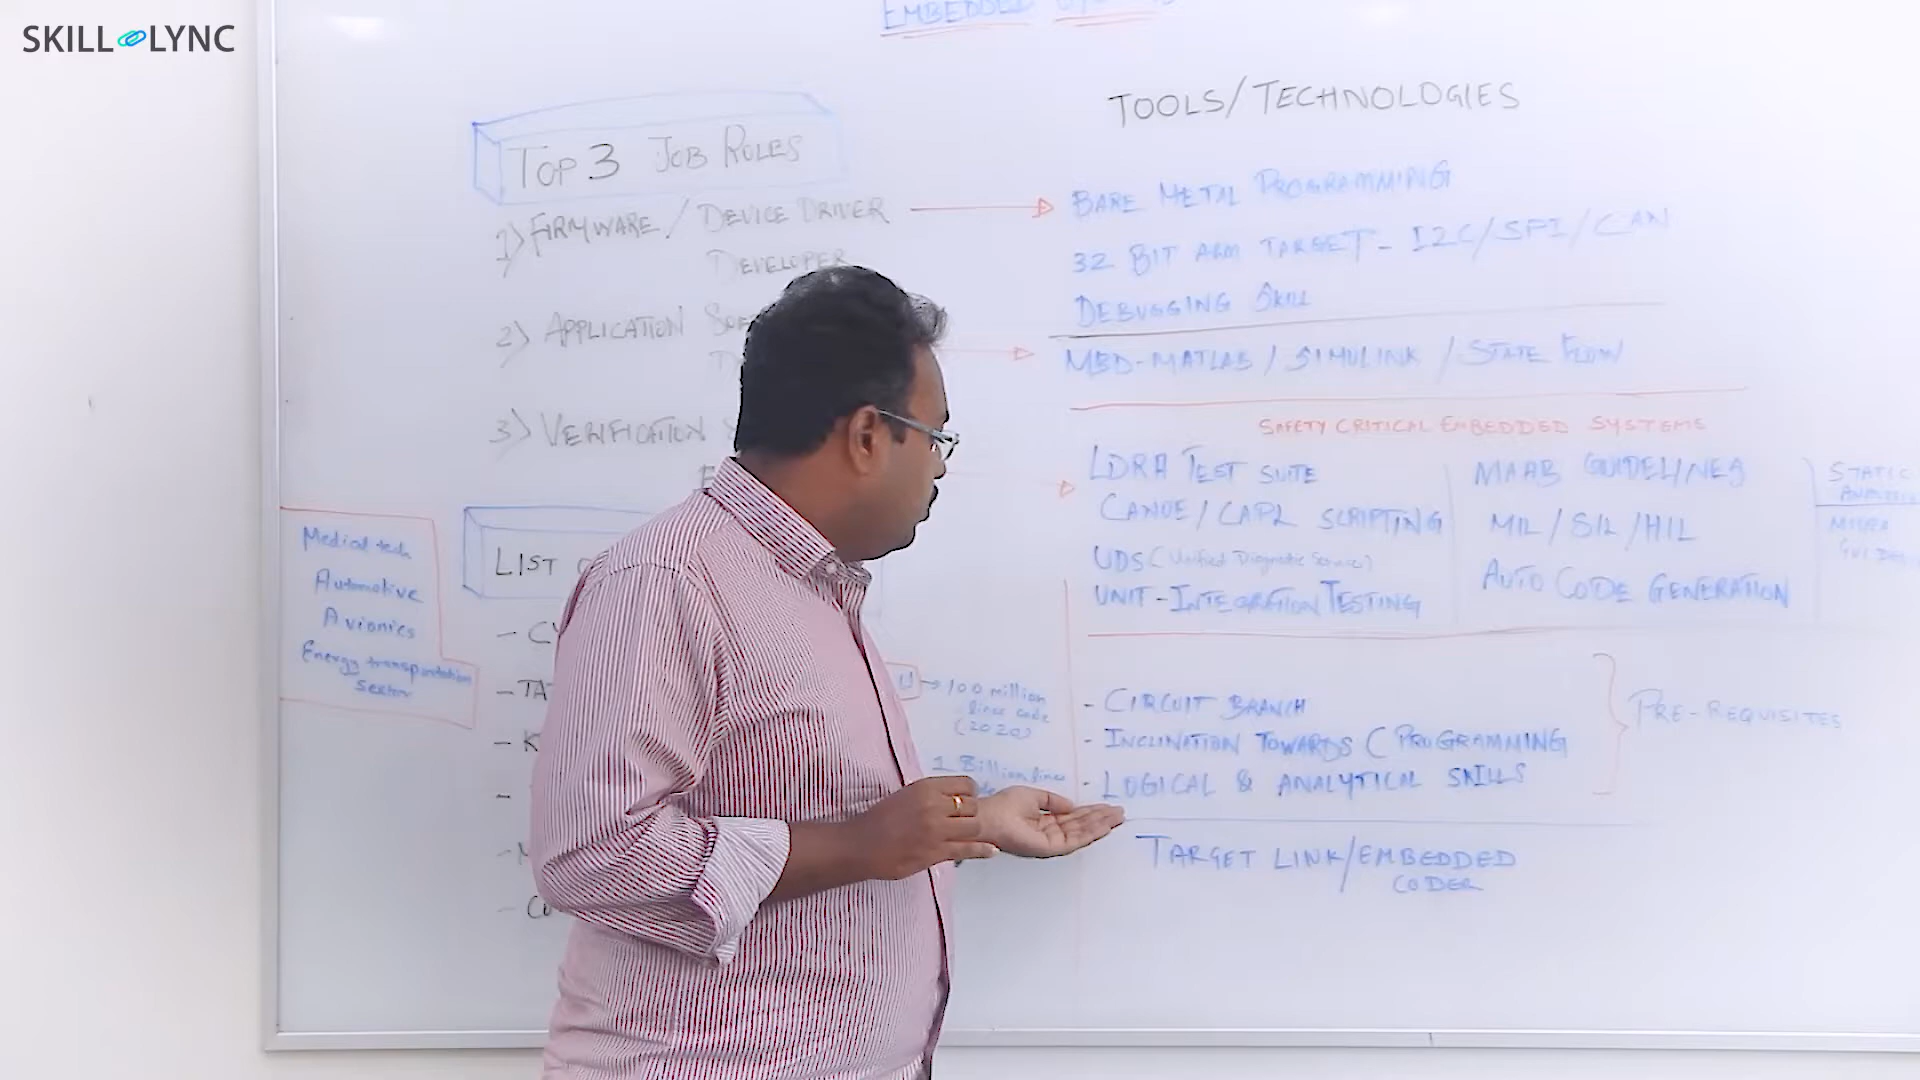 SKILL LYNC
EMBEDDED
TOP 3 JOB ROLES
1) FIRMWARE / DEVICE DRIVER
DEVELOPER
2) APPLICATION
3) VERIFICATION
LIST
Medical tech
Automotive
Avionics
Energy transportation
sector
100 million
lines code
(2020)
1 Billion lines
TOOLS/TECHNOLOGIES
BARE METAL PROGRAMMING
32 BIT ARM TARGET - I2C/SPI/CAN
DEBUGGING SKILL
MBD-MATLAB / SIMULINK / STATE FLOW
SAFETY CRITICAL EMBEDDED SYSTEMS
LDRA TEST SUITE
CANOE/CAPL SCRIPTING
UDS (Unified Diagnostic Service)
UNIT-INTEGRATION TESTING
MAAB GUIDELINES
MIL/SIL/HIL
AUTO CODE GENERATION
STATIC
- CIRCUIT BRANCH
- INCLINATION TOWARDS C PROGRAMMING
- LOGICAL & ANALYTICAL SKILLS
PRE-REQUISITES
TARGET LINK/EMBEDDED
CODER